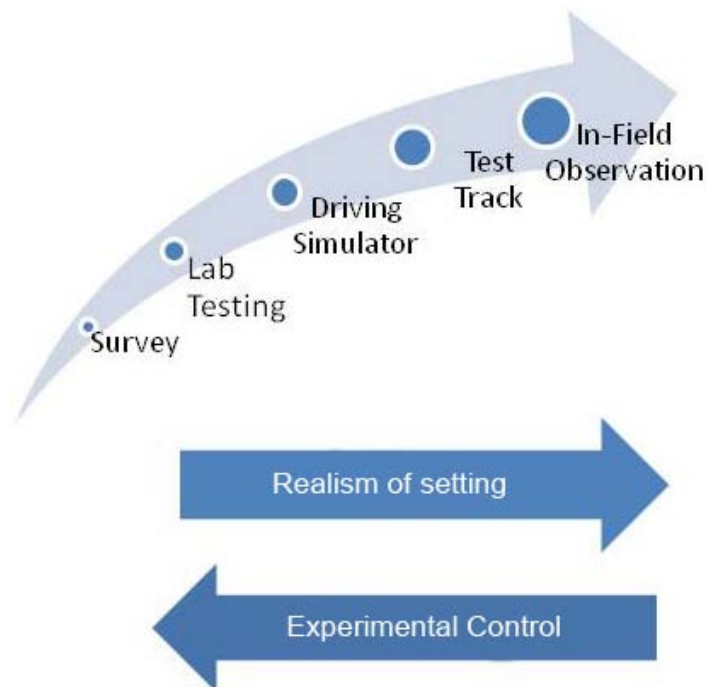 Survey
Lab
Testing
Driving
Simulator
Test
Track
In-Field
Observation
Realism of setting
Experimental Control